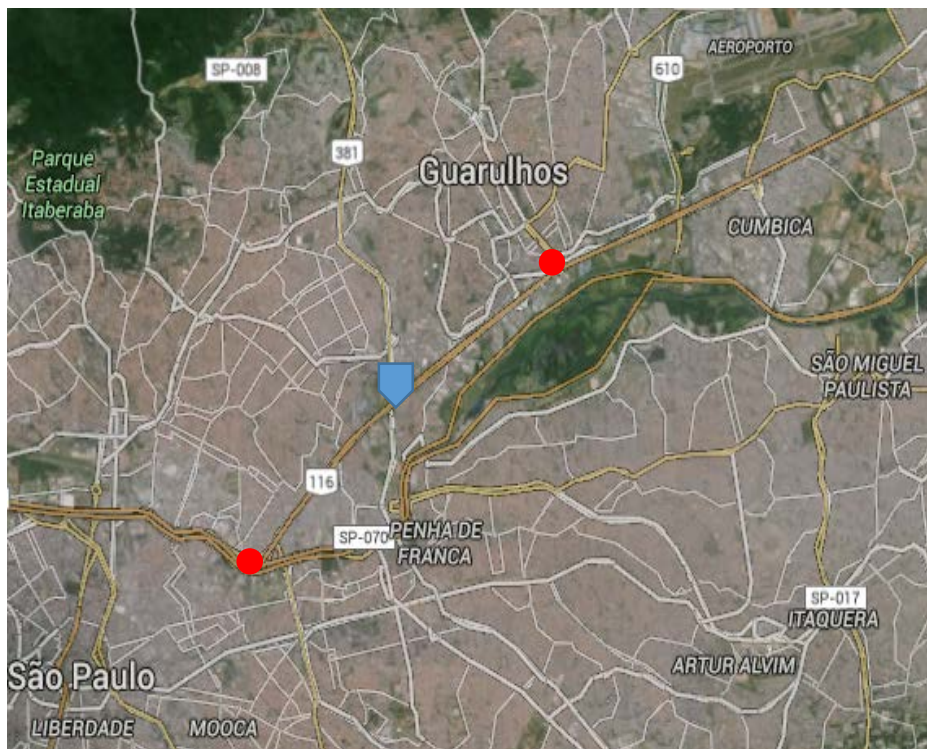 AEROPORTO
SP-008
610
381
Parque
Estadual
Itaberaba
Guarulhos
CUMBICA
SÃO MIGUEL
PAULISTA
116
SP-070
PENHA DE
FRANCA
SP-017
ITAQUERA
ARTUR ALVIM
São Paulo
LIBERDADE
MOOCA